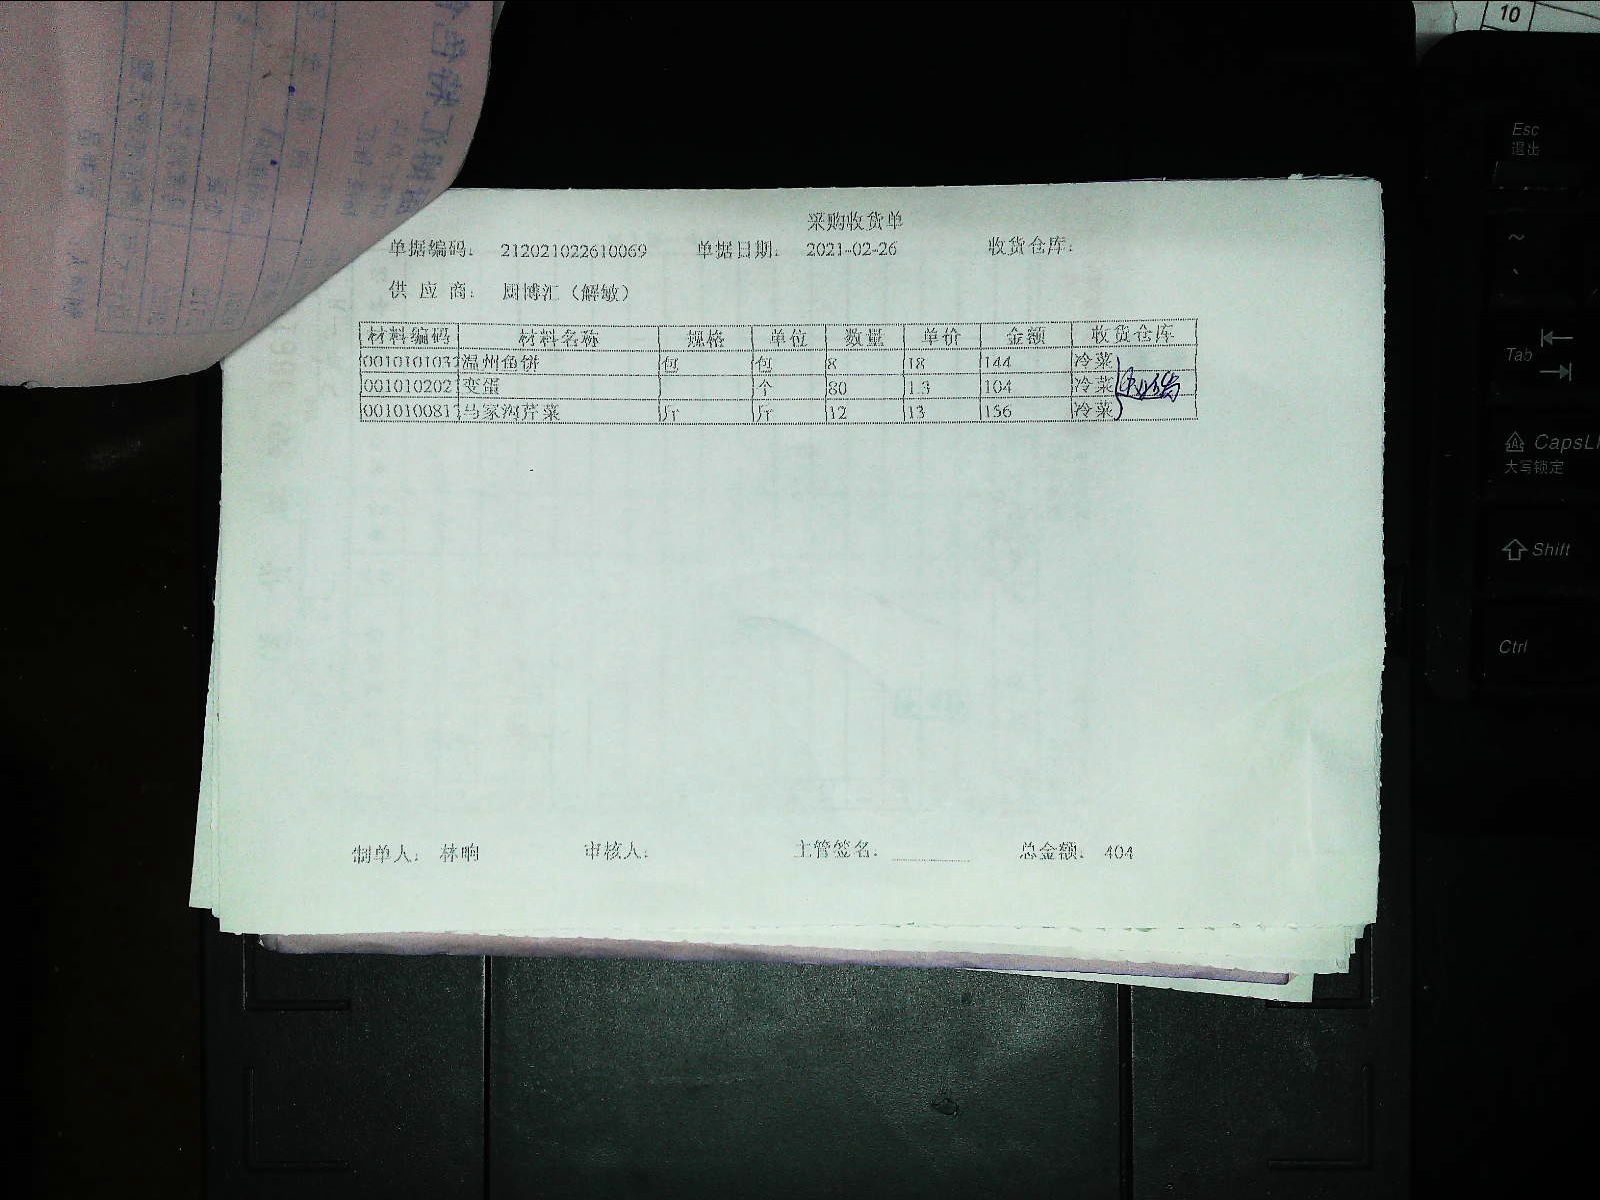 采购收货单
单据编码: 212021022610069 单据日期: 2021-02-26 收货仓库:
供应商: 厨博汇(解敏)
材料编码 材料名称 规格 单位 数量 单价 金额 收货仓库
0010101031 温州鱼饼 包 包 8 18 144 冷菜
001010202 变蛋 个 80 1.3 104 冷菜
0010100817 马家沟芹菜 斤 斤 12 13 156 冷菜
制单人: 林响 审核人: 主管签名: 总金额: 404
10
Esc
退出
~
Tab
CapsL
大写锁定
Shift
Ctrl